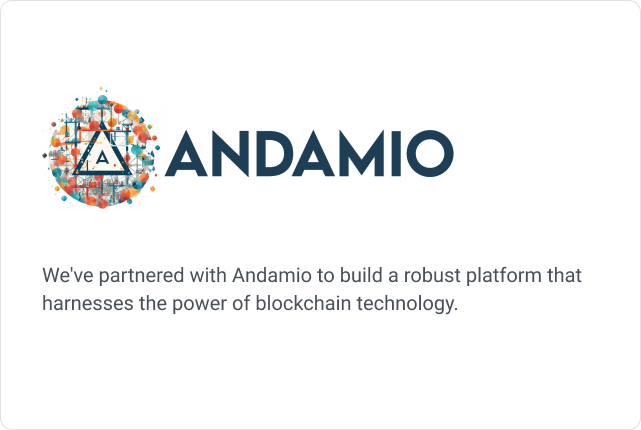 A
ANDAMIO
We've partnered with Andamio to build a robust platform that
harnesses the power of blockchain technology.